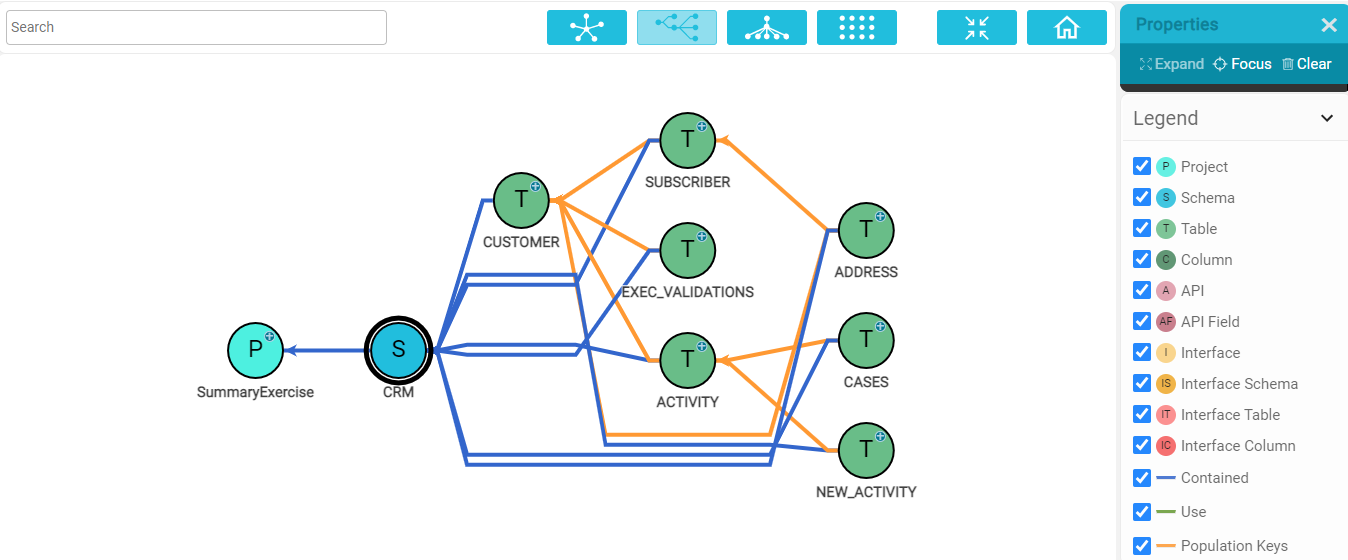 Search
Properties
Expand Focus Clear
Legend
P Project
S Schema
T Table
C Column
A API
AF API Field
I Interface
IS Interface Schema
IT Interface Table
IC Interface Column
Contained
Use
Population Keys
T
SUBSCRIBER
T
CUSTOMER
T
ADDRESS
T
EXEC_VALIDATIONS
P
SummaryExercise
S
CRM
T
ACTIVITY
T
CASES
T
NEW_ACTIVITY